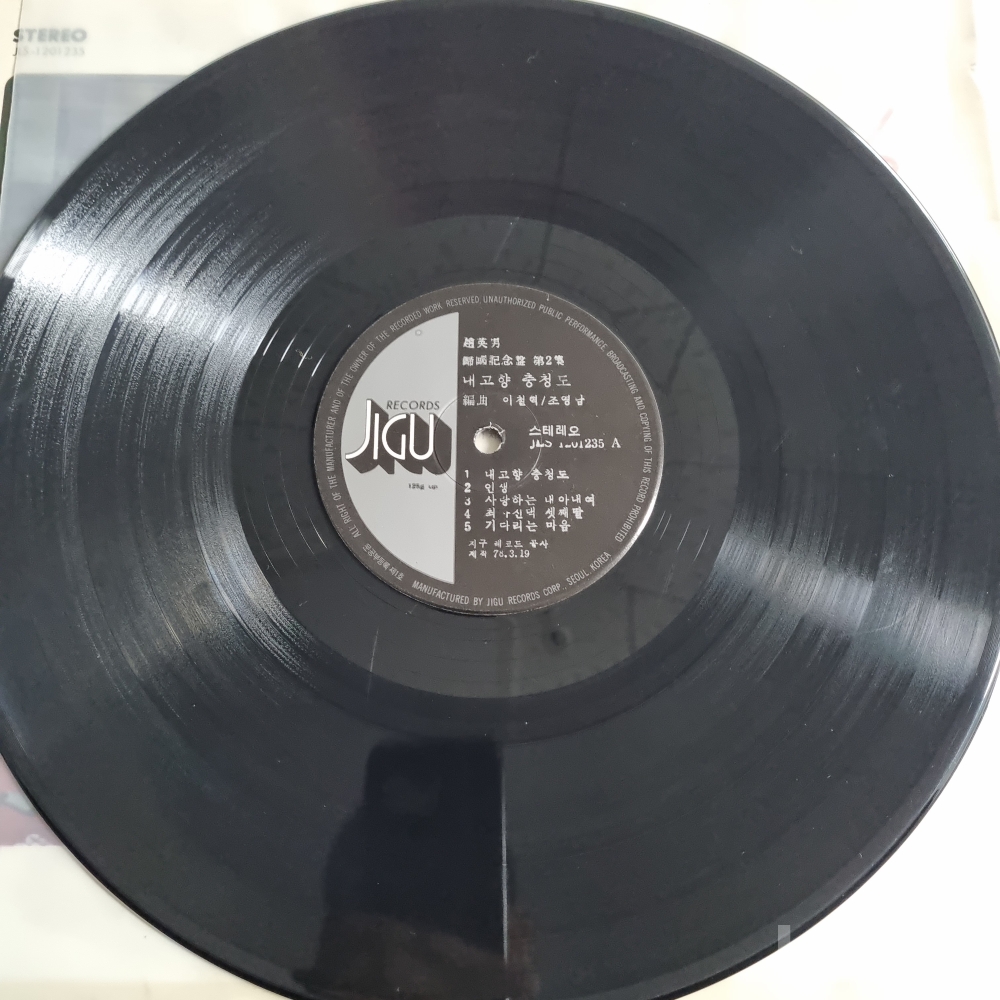 STEREO
JLS-1201235
ALL RIGHT OF THE MANUFACTURER AND OF THE OWNER OF THE RECORDED WORK RESERVED, UNAUTHORIZED PUBLIC PERFORMANCE, BROADCASTING AND COPYING OF THIS RECORD PROHIBITED
趙英男
歸國記念盤 第2集
내고향 충청도
編曲 이철혁/조영남
RECORDS
JIGU
스테레오
JLS 1201235 A
1 내고향 충청도
2 인생
3 사랑하는 내아내여
4 최진사댁 셋째딸
5 기다리는 마음
지구 레코드 공사
제작 78.3.19
MANUFACTURED BY JIGU RECORDS CORP., SEOUL, KOREA